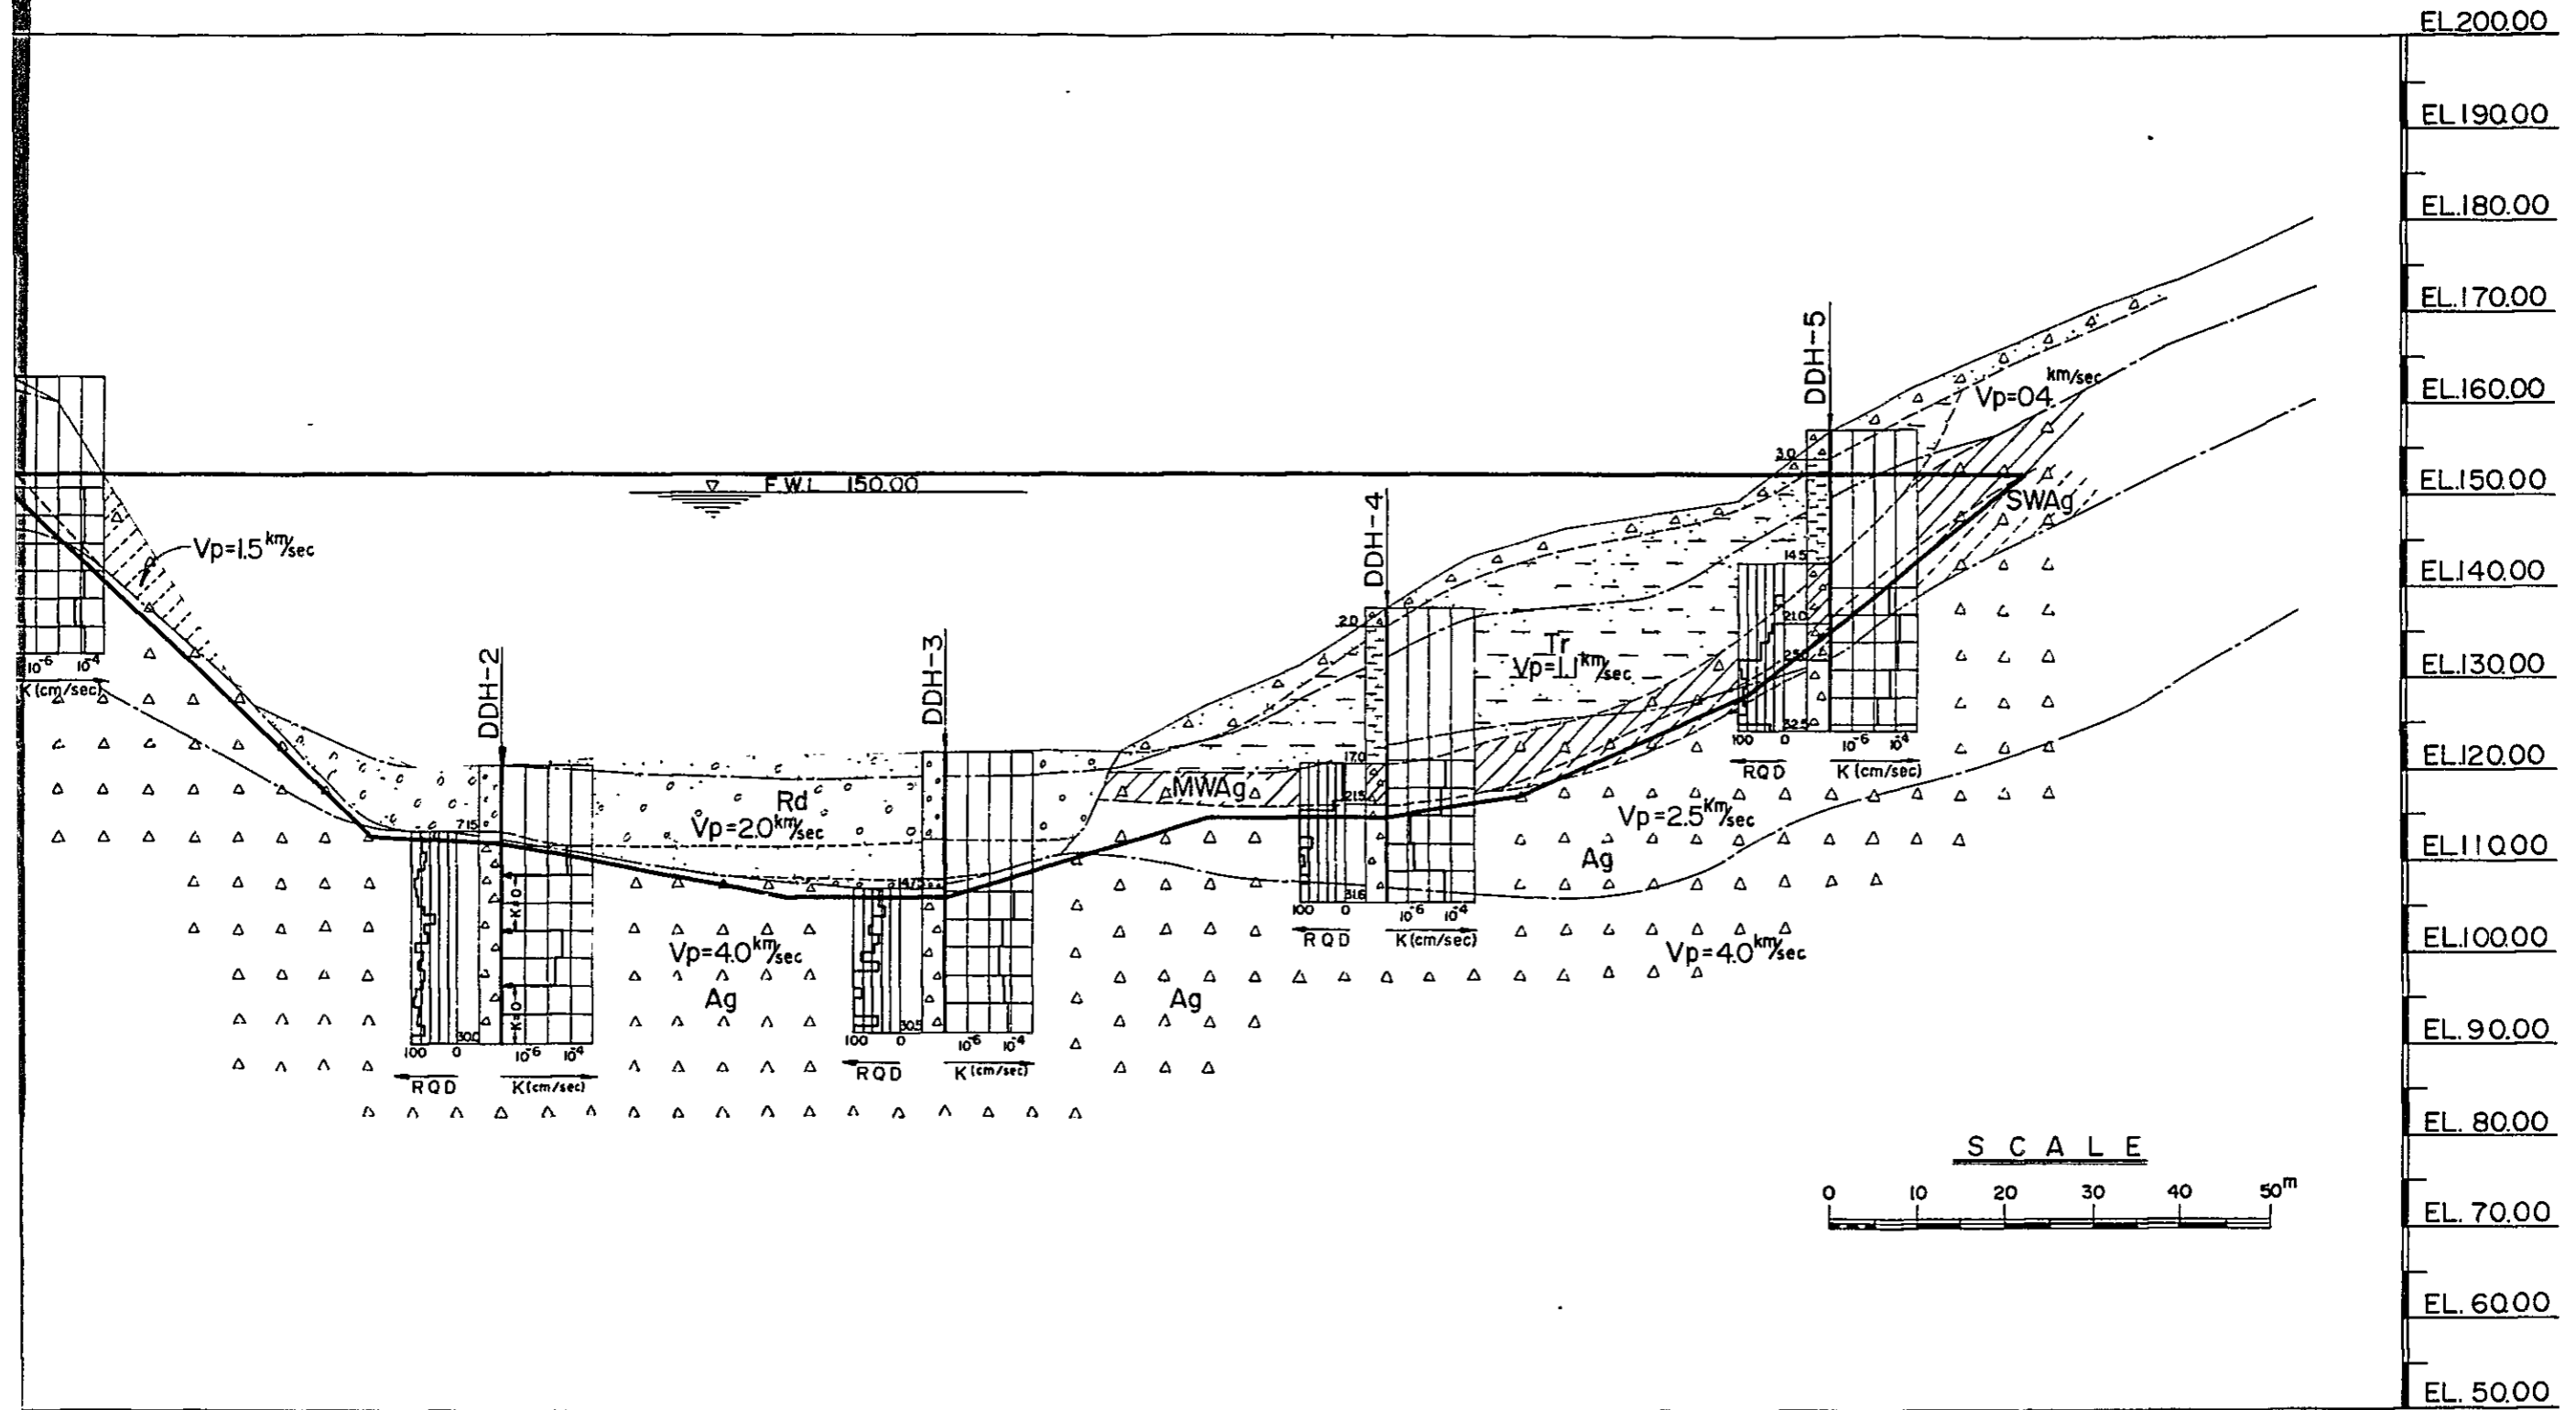 EL200.00
EL190.00
EL.180.00
EL.170.00
EL.160.00
EL.150.00
EL.140.00
EL.130.00
EL.120.00
EL.110.00
EL.100.00
EL.90.00
EL. 80.00
EL. 70.00
EL. 60.00
EL. 50.00
F.W.L 150.00
Vp=1.5 km/sec
10-6 10-4
K (cm/sec)
DDH-2
7.15
K=0
K=0
30.0
100 0 10-6 10-4
RQD K(cm/sec)
Rd
Vp=2.0 km/sec
Vp=4.0 km/sec
Ag
DDH-3
14.75
30.5
100 0 10-6 10-4
RQD K(cm/sec)
MWAg
Ag
DDH-4
2.0
17.0
21.5
31.6
100 0 10-6 10-4
RQD K(cm/sec)
Tr
Vp=1.1 km/sec
DDH-5
3.0
14.5
21.0
25.0
32.5
100 0 10-6 10-4
RQD K(cm/sec)
Vp=04 km/sec
SWAg
Vp=2.5 km/sec
Ag
Vp=4.0 km/sec
SCALE
0 10 20 30 40 50m